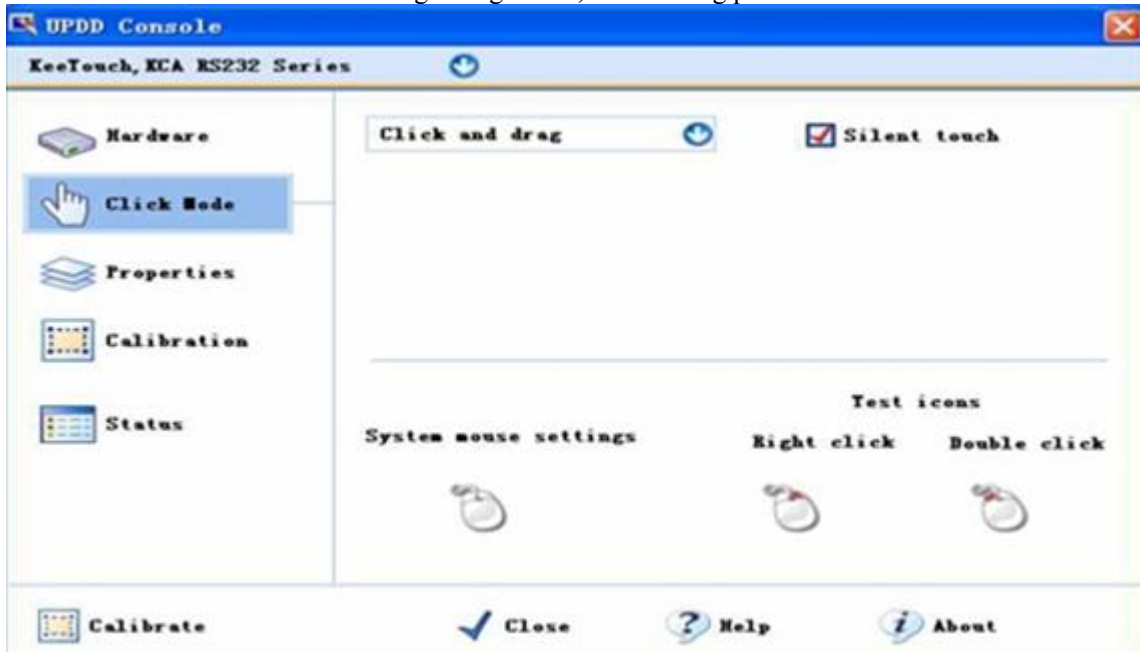 UPDD Console
KeeTouch, KCA RS232 Series
Hardware
Click and drag
Silent touch
Click Mode
Properties
Calibration
Status
Test icons
System mouse settings
Right click
Double click
Calibrate
Close
Help
About